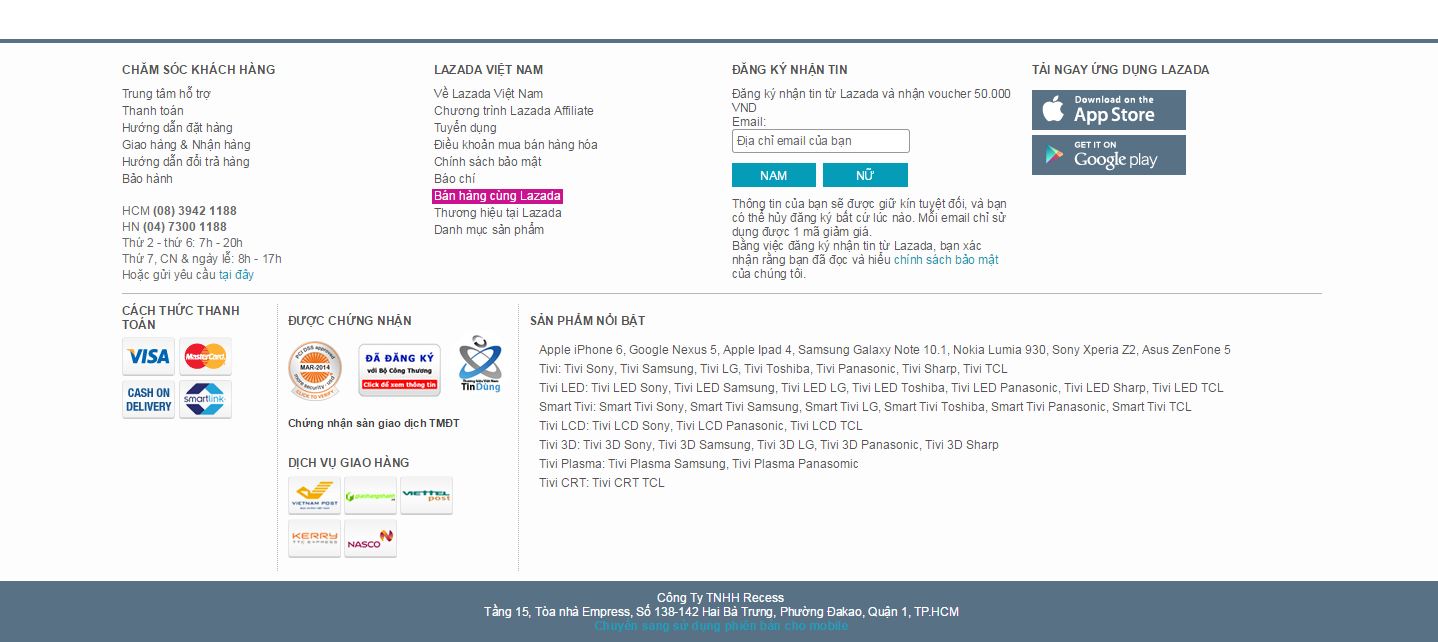 CHĂM SÓC KHÁCH HÀNG
Trung tâm hỗ trợ
Thanh toán
Hướng dẫn đặt hàng
Giao hàng & Nhận hàng
Hướng dẫn đổi trả hàng
Bảo hành
HCM (08) 3942 1188
HN (04) 7300 1188
Thứ 2 - thứ 6: 7h - 20h
Thứ 7, CN & ngày lễ: 8h - 17h
Hoặc gửi yêu cầu tại đây
LAZADA VIỆT NAM
Về Lazada Việt Nam
Chương trình Lazada Affiliate
Tuyển dụng
Điều khoản mua bán hàng hóa
Chính sách bảo mật
Báo chí
Bán hàng cùng Lazada
Thương hiệu tại Lazada
Danh mục sản phẩm
ĐĂNG KÝ NHẬN TIN
Đăng ký nhận tin từ Lazada và nhận voucher 50.000
VND
Email:
Địa chỉ email của bạn
NAM
NỮ
Thông tin của bạn sẽ được giữ kín tuyệt đối, và bạn
có thể hủy đăng ký bất cứ lúc nào. Mỗi email chỉ sử
dụng được 1 mã giảm giá.
Bằng việc đăng ký nhận tin từ Lazada, bạn xác
nhận rằng bạn đã đọc và hiểu chính sách bảo mật
của chúng tôi.
TẢI NGAY ỨNG DỤNG LAZADA
Download on the
App Store
GET IT ON
Google play
CÁCH THỨC THANH
TOÁN
VISA
MasterCard
CASH ON
DELIVERY
smartlink
ĐƯỢC CHỨNG NHẬN
PCI DSS approved
MAR-2014
CLICK TO VERIFY
ĐÃ ĐĂNG KÝ
với Bộ Công Thương
Click để xem thông tin
Thương hiệu Việt Nam
TinDùng
Chứng nhận sàn giao dịch TMĐT
DỊCH VỤ GIAO HÀNG
VIETNAM POST
giaohangnhanh
VIETTEL
post
KERRY
TTC EXPRESS
NASCO
SẢN PHẨM NỔI BẬT
Apple iPhone 6, Google Nexus 5, Apple Ipad 4, Samsung Galaxy Note 10.1, Nokia Lumia 930, Sony Xperia Z2, Asus ZenFone 5
Tivi: Tivi Sony, Tivi Samsung, Tivi LG, Tivi Toshiba, Tivi Panasonic, Tivi Sharp, Tivi TCL
Tivi LED: Tivi LED Sony, Tivi LED Samsung, Tivi LED LG, Tivi LED Toshiba, Tivi LED Panasonic, Tivi LED Sharp, Tivi LED TCL
Smart Tivi: Smart Tivi Sony, Smart Tivi Samsung, Smart Tivi LG, Smart Tivi Toshiba, Smart Tivi Panasonic, Smart Tivi TCL
Tivi LCD: Tivi LCD Sony, Tivi LCD Panasonic, Tivi LCD TCL
Tivi 3D: Tivi 3D Sony, Tivi 3D Samsung, Tivi 3D LG, Tivi 3D Panasonic, Tivi 3D Sharp
Tivi Plasma: Tivi Plasma Samsung, Tivi Plasma Panasomic
Tivi CRT: Tivi CRT TCL
Công Ty TNHH Recess
Tầng 15, Tòa nhà Empress, Số 138-142 Hai Bà Trưng, Phường Đakao, Quận 1, TP.HCM
Chuyển sang sử dụng phiên bản cho mobile